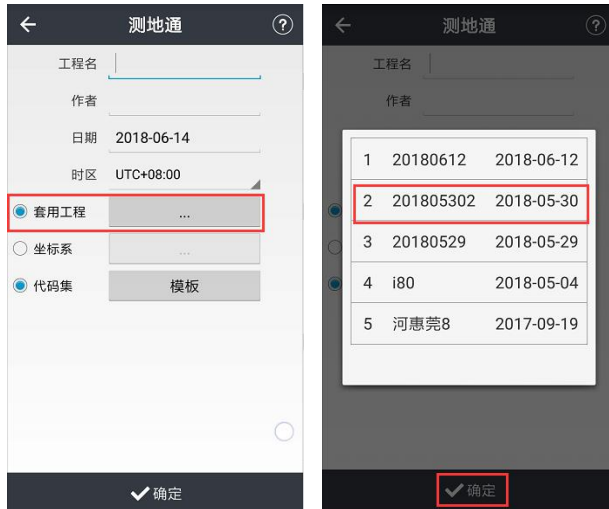 测地通
工程名
作者
日期 2018-06-14
时区 UTC+08:00
套用工程 ...
坐标系 ...
代码集 模板
确定
测地通
工程名
作者
1 20180612 2018-06-12
2 201805302 2018-05-30
3 20180529 2018-05-29
4 i80 2018-05-04
5 河惠莞8 2017-09-19
确定